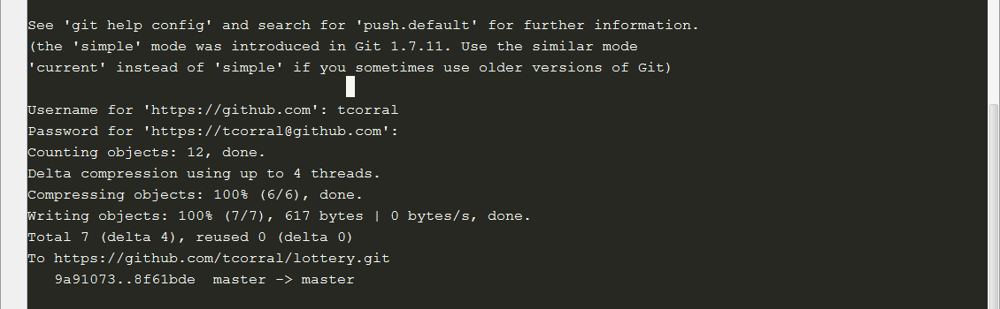 See 'git help config' and search for 'push.default' for further information.
(the 'simple' mode was introduced in Git 1.7.11. Use the similar mode
'current' instead of 'simple' if you sometimes use older versions of Git)
Username for 'https://github.com': tcorral
Password for 'https://tcorral@github.com':
Counting objects: 12, done.
Delta compression using up to 4 threads.
Compressing objects: 100% (6/6), done.
Writing objects: 100% (7/7), 617 bytes | 0 bytes/s, done.
Total 7 (delta 4), reused 0 (delta 0)
To https://github.com/tcorral/lottery.git
   9a91073..8f61bde  master -> master